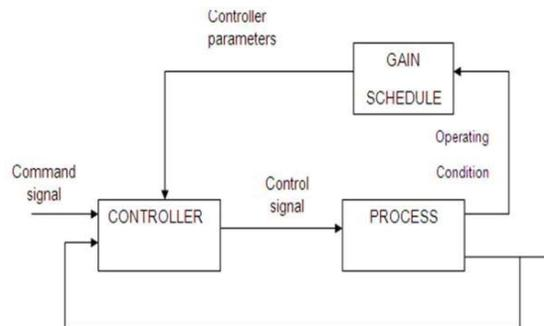 Controller
parameters
GAIN
SCHEDULE
Operating
Condition
Command
signal
Control
signal
CONTROLLER
PROCESS